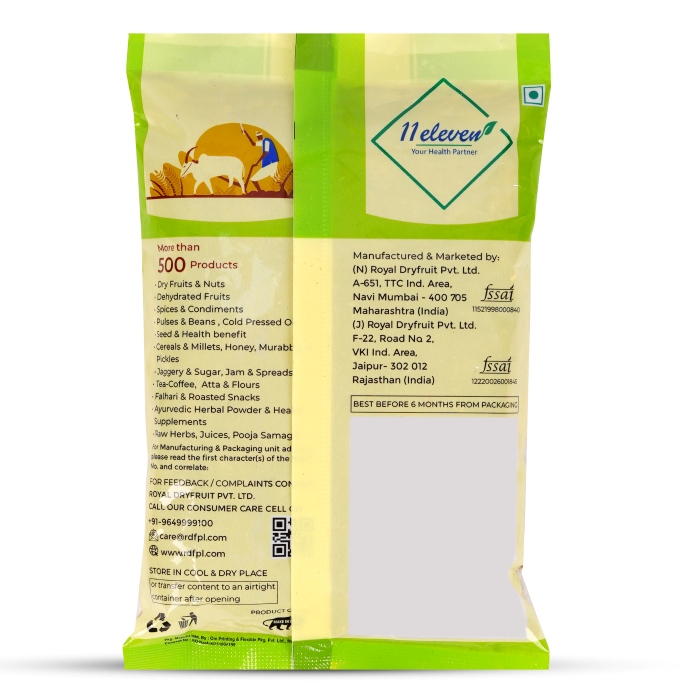 11eleven
Your Health Partner
More than
500 Products
• Dry Fruits & Nuts
• Dehydrated Fruits
• Spices & Condiments
• Pulses & Beans , Cold Pressed O
• Seed & Health benefit
• Cereals & Millets, Honey, Murabb
Pickles
• Jaggery & Sugar, Jam & Spreads
• Tea-Coffee, Atta & Flours
• Falhari & Roasted Snacks
• Ayurvedic Herbal Powder & Hea
Supplements
• Raw Herbs, Juices, Pooja Samag
For Manufacturing & Packaging unit ad
please read the first character(s) of the
No. and correlate:
FOR FEEDBACK / COMPLAINTS CON
ROYAL DRYFRUIT PVT. LTD.
CALL OUR CONSUMER CARE CELL
+91-9649999100
care@rdfpl.com
www.rdfpl.com
STORE IN COOL & DRY PLACE
or transfer content to an airtight
container after opening
PRODUCT
MAKE IN
Manufactured & Marketed by:
(N) Royal Dryfruit Pvt. Ltd.
A-651, TTC Ind. Area,
Navi Mumbai - 400 705
Maharashtra (India)
fssai
11521998000840
(J) Royal Dryfruit Pvt. Ltd.
F-22, Road No. 2,
VKI Ind. Area,
Jaipur- 302 012
Rajasthan (India)
fssai
12220026001845
BEST BEFORE 6 MONTHS FROM PACKAGING